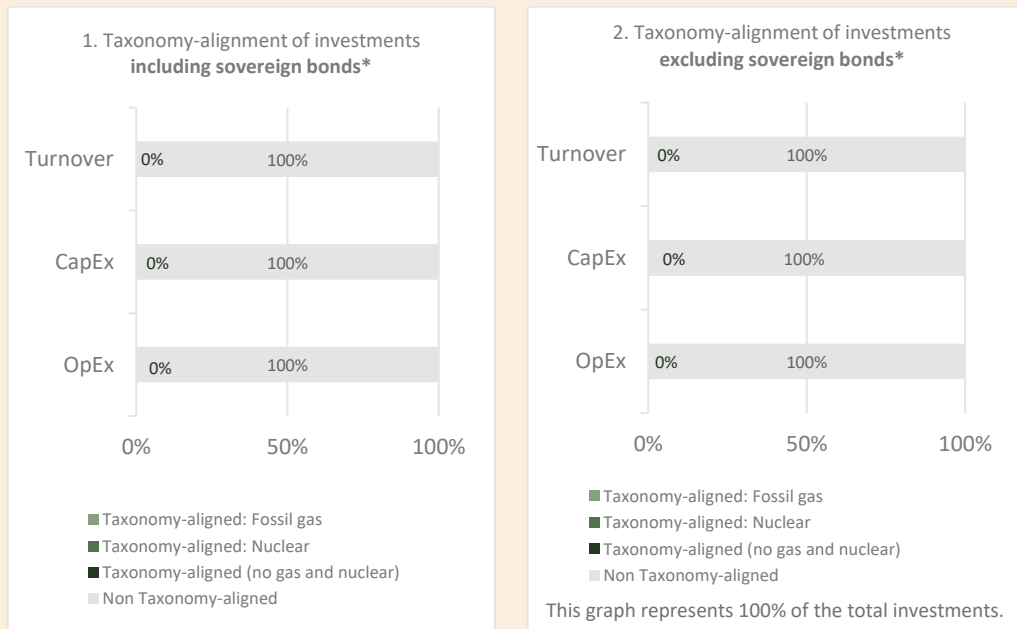 1. Taxonomy-alignment of investments
including sovereign bonds*
Turnover
0%
100%
CapEx
0%
100%
OpEx
0%
100%
0%
50%
100%
Taxonomy-aligned: Fossil gas
Taxonomy-aligned: Nuclear
Taxonomy-aligned (no gas and nuclear)
Non Taxonomy-aligned
2. Taxonomy-alignment of investments
excluding sovereign bonds*
Turnover
0%
100%
CapEx
0%
100%
OpEx
0%
100%
0%
50%
100%
Taxonomy-aligned: Fossil gas
Taxonomy-aligned: Nuclear
Taxonomy-aligned (no gas and nuclear)
Non Taxonomy-aligned
This graph represents 100% of the total investments.